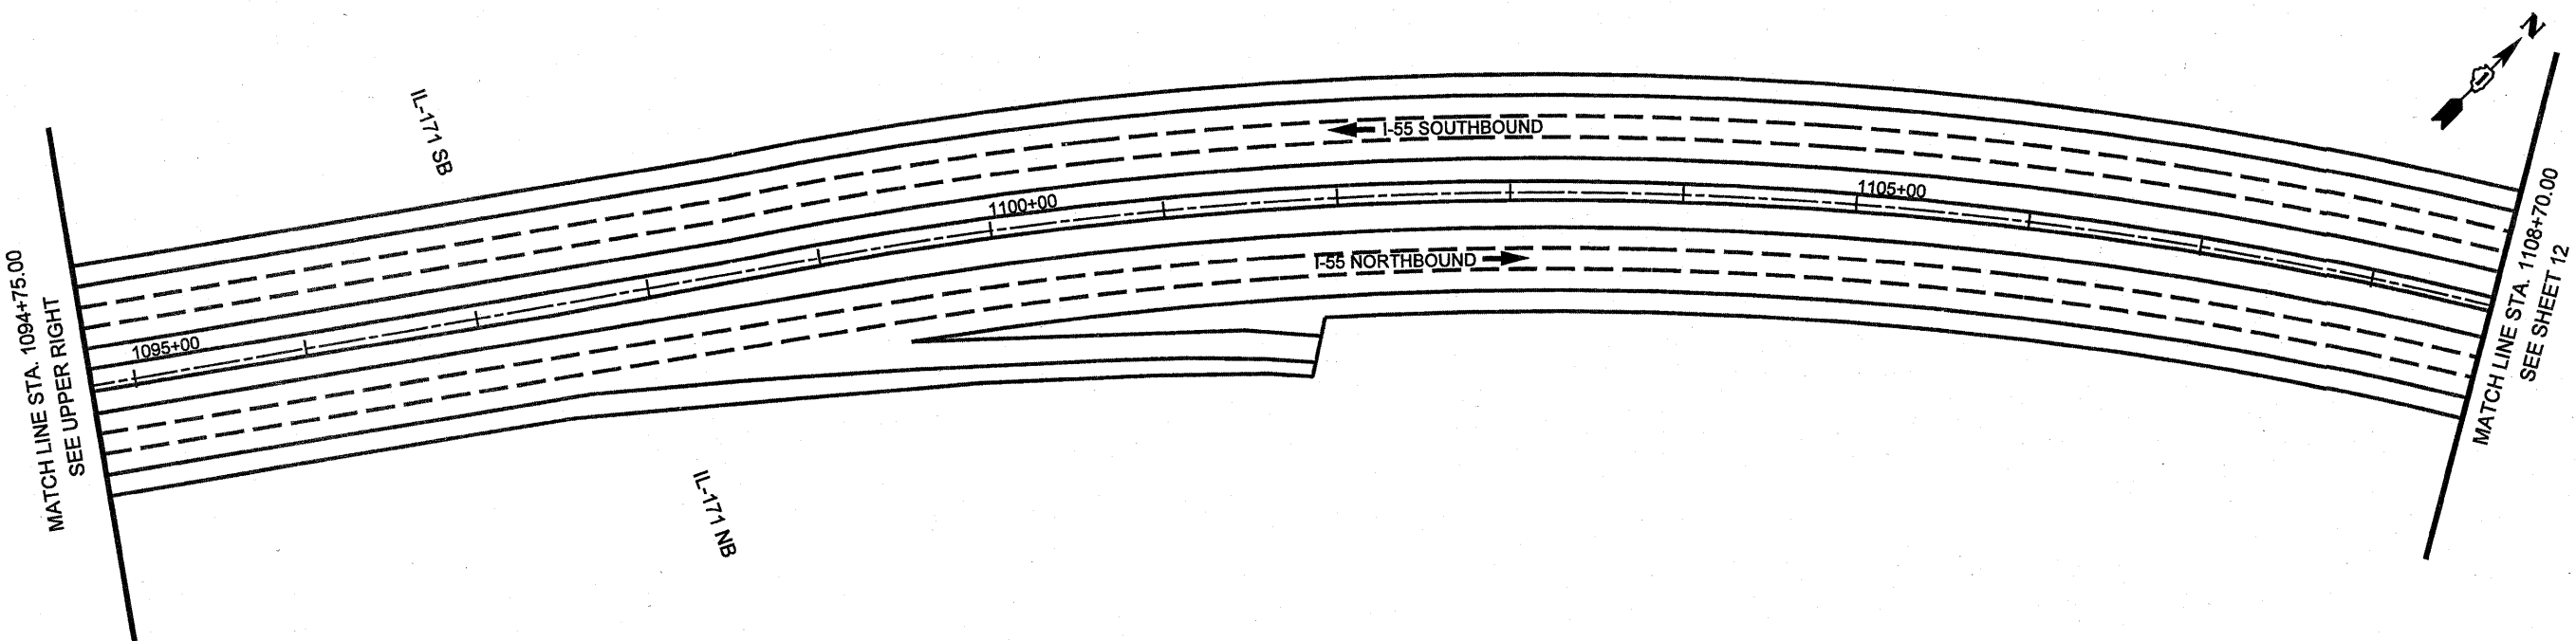 N
IL-171 SB
I-55 SOUTHBOUND
1105+00
1100+00
I-55 NORTHBOUND
1095+00
MATCH LINE STA. 1094+75.00
SEE UPPER RIGHT
MATCH LINE STA. 1108+70.00
SEE SHEET 12
IL-171 NB